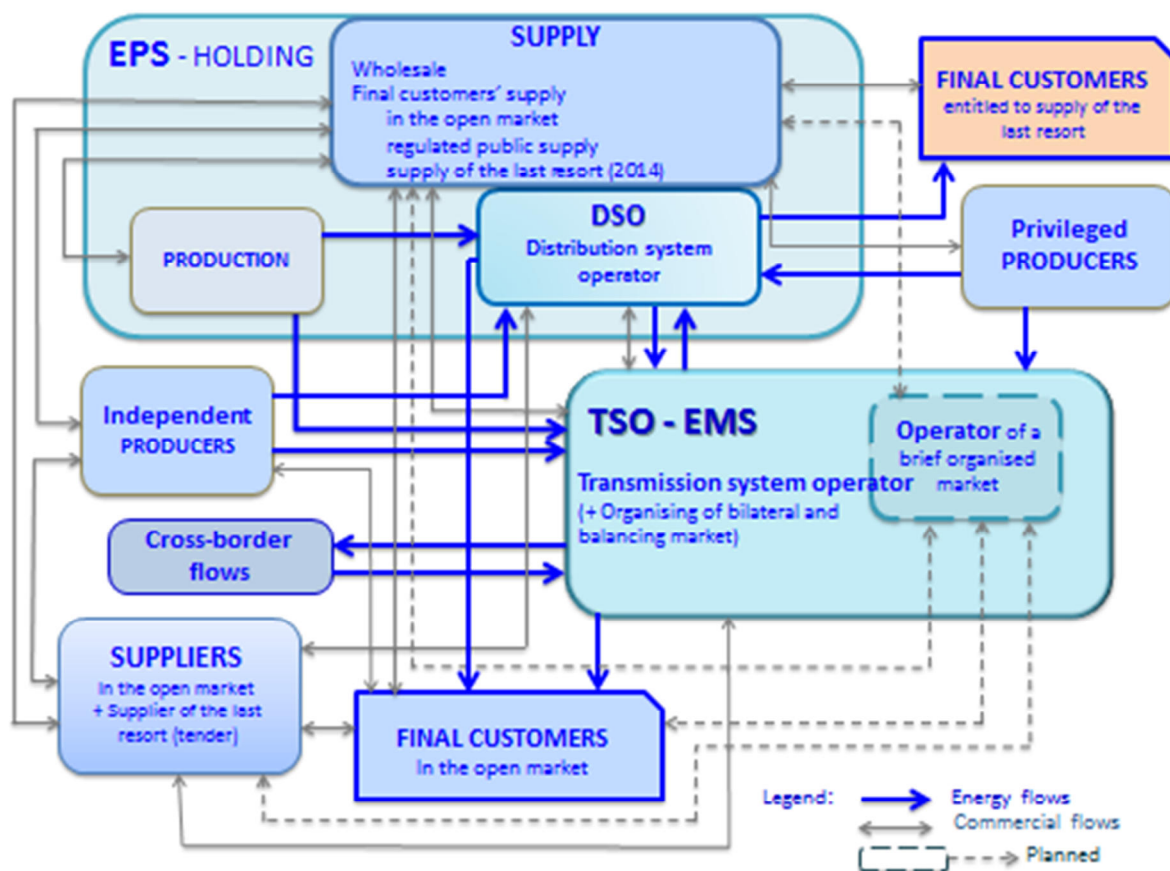 EPS - HOLDING
SUPPLY
Wholesale
Final customers' supply
in the open market
regulated public supply
supply of the last resort (2014)
FINAL CUSTOMERS
entitled to supply of the
last resort
DSO
Distribution system
operator
PRODUCTION
Privileged
PRODUCERS
Independent
PRODUCERS
TSO - EMS
Transmission system operator
(+ Organising of bilateral and
balancing market)
Operator of a
brief organised
market
Cross-border
flows
SUPPLIERS
In the open market
+ Supplier of the last
resort (tender)
FINAL CUSTOMERS
In the open market
Legend:
Energy flows
Commercial flows
Planned